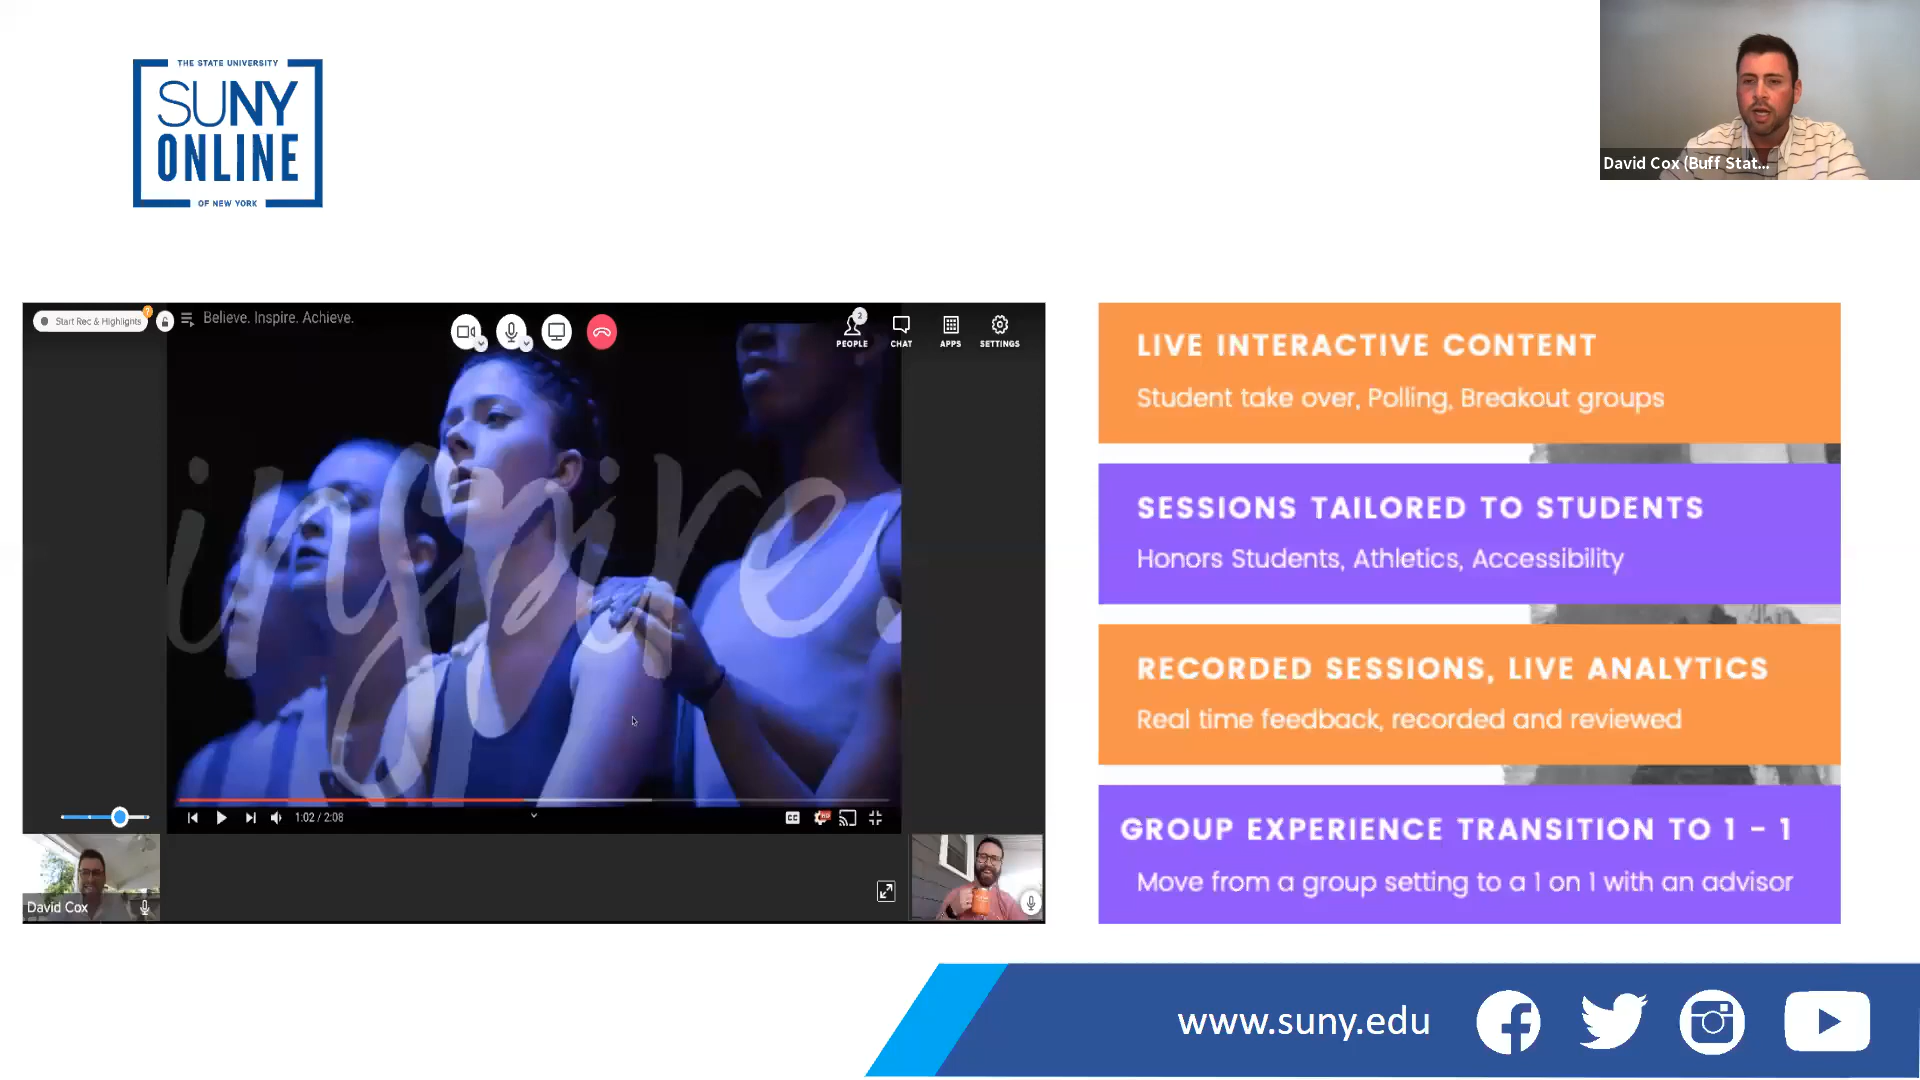 THE STATE UNIVERSITY
SUNY
ONLINE
OF NEW YORK
David Cox (Buff Stat...
Start Rec & Highlights
Believe. Inspire. Achieve.
2
PEOPLE
CHAT
APPS
SETTINGS
inspire.
1:02 / 2:08
CC
HD
David Cox
LIVE INTERACTIVE CONTENT
Student take over, Polling, Breakout groups
SESSIONS TAILORED TO STUDENTS
Honors Students, Athletics, Accessibility
RECORDED SESSIONS, LIVE ANALYTICS
Real time feedback, recorded and reviewed
GROUP EXPERIENCE TRANSITION TO 1 - 1
Move from a group setting to a 1 on 1 with an advisor
www.suny.edu